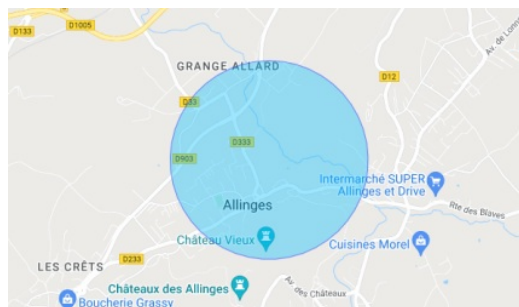 D133
D1005
Av. de Lon
GRANGE ALLARD
D12
D33
D333
D903
Intermarché SUPER
Allinges et Drive
Allinges
Rte des Blaves
Château Vieux
Cuisines Morel
D233
LES CRÊTS
Châteaux des Allinges
Av. des Châteaux
Boucherie Grassy